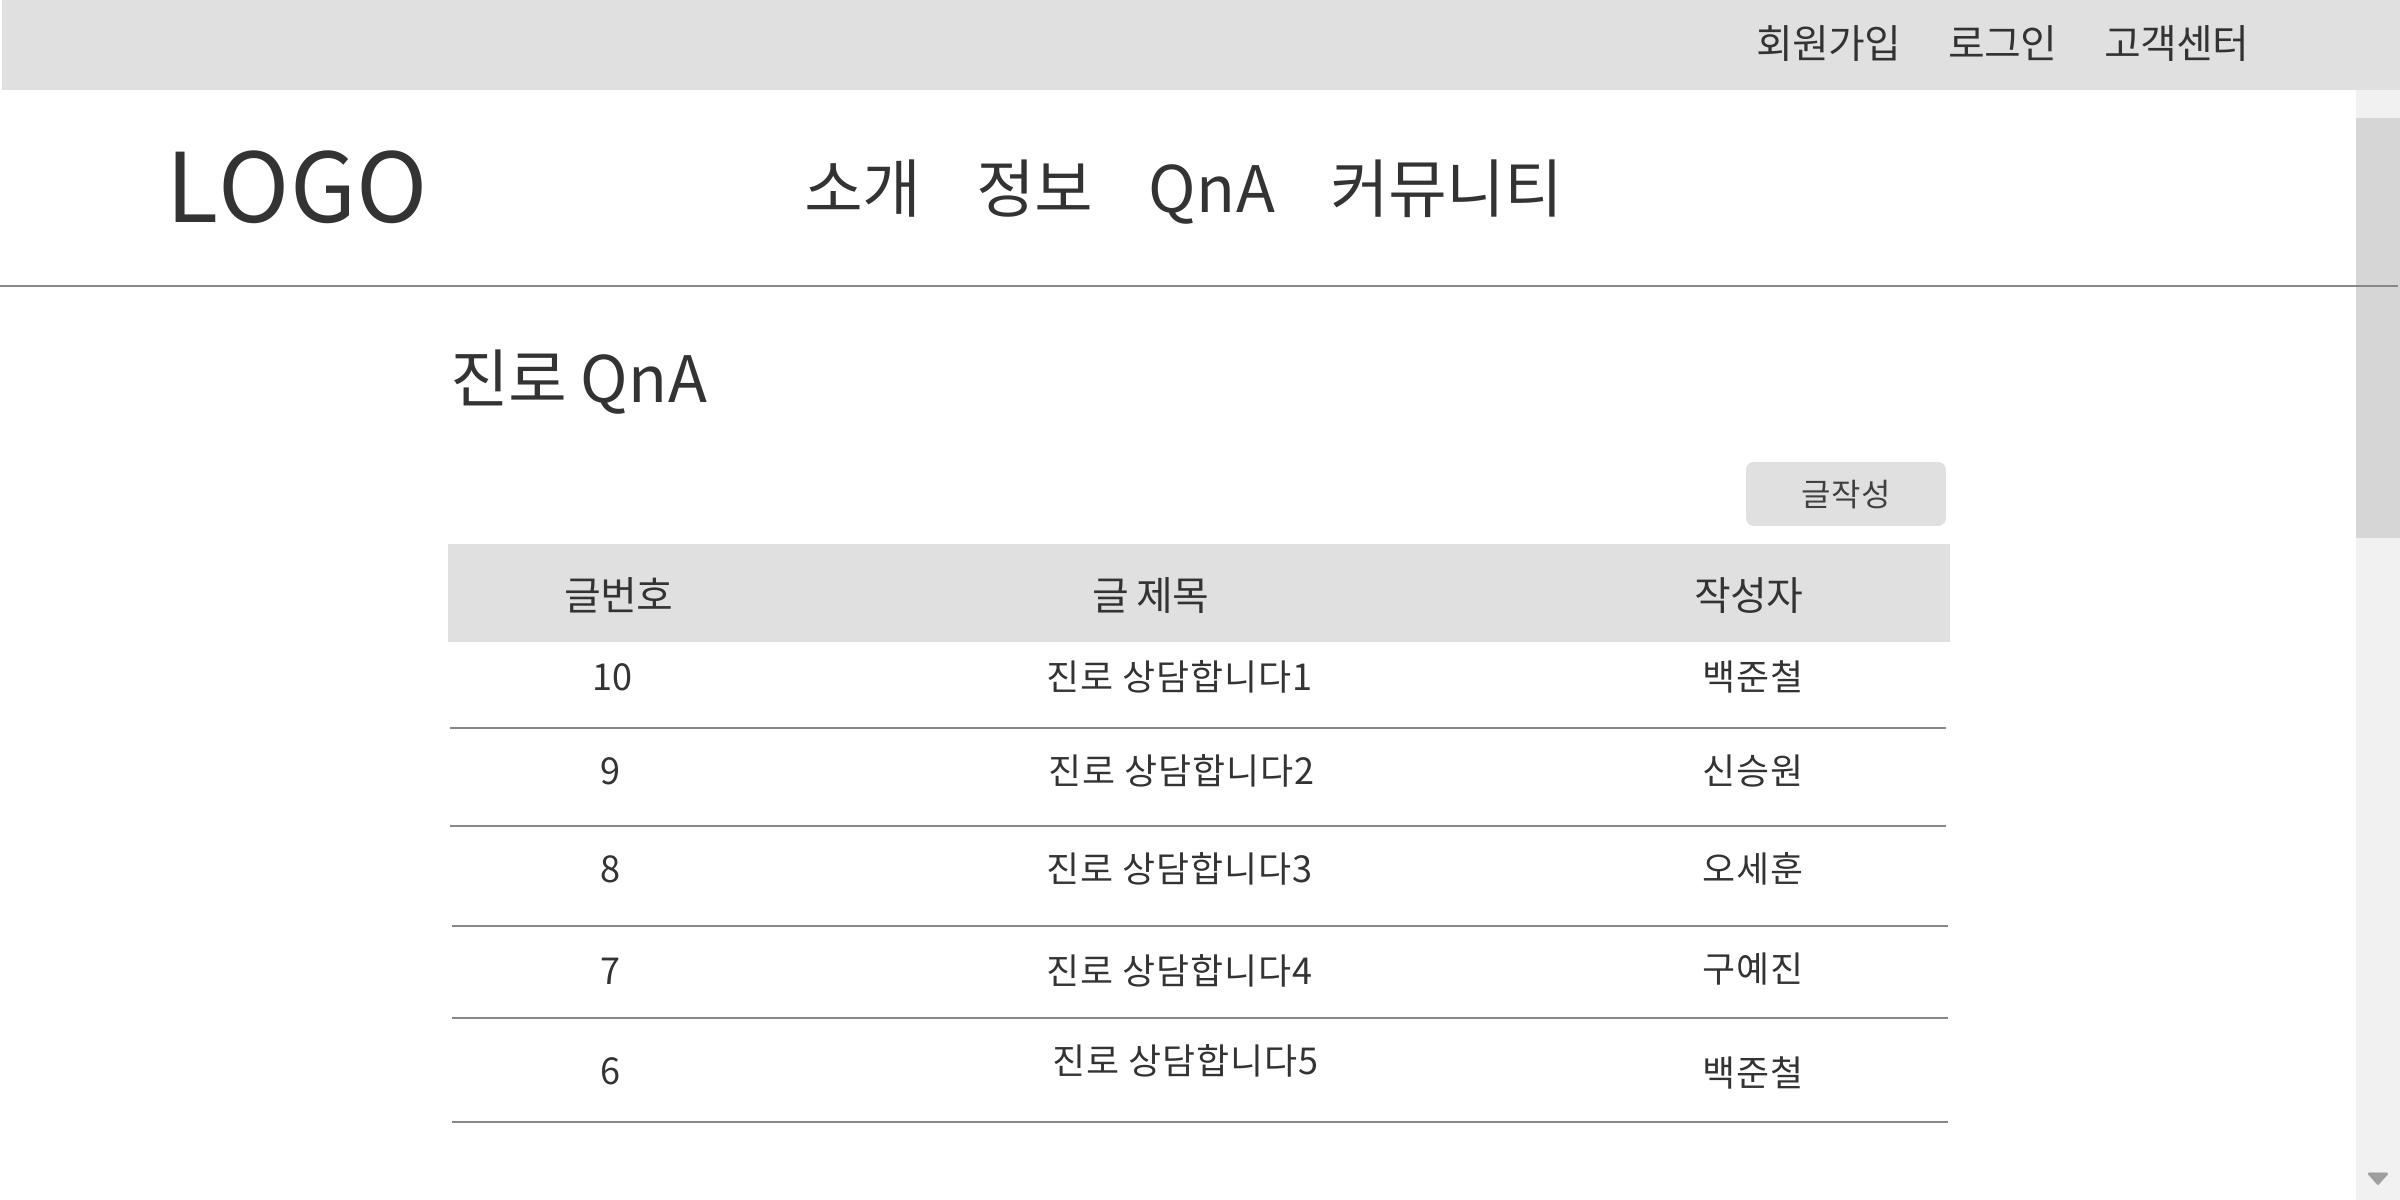 회원가입 로그인 고객센터
LOGO 소개 정보 QnA 커뮤니티
진로 QnA
글작성
글번호 글 제목 작성자
10 진로 상담합니다1 백준철
9 진로 상담합니다2 신승원
8 진로 상담합니다3 오세훈
7 진로 상담합니다4 구예진
6 진로 상담합니다5 백준철